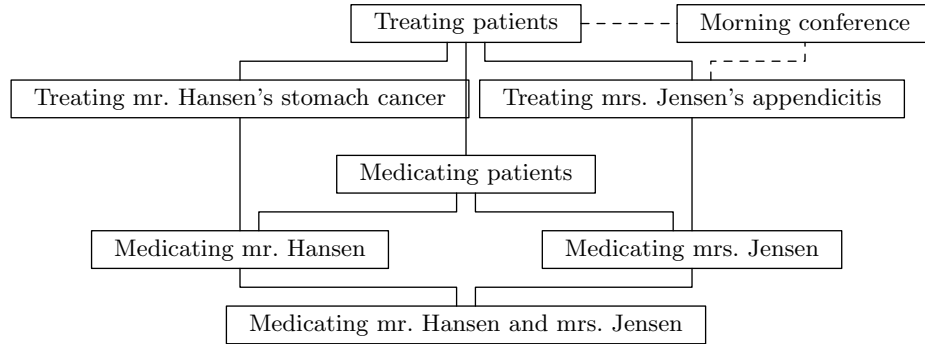 Treating patients
Morning conference
Treating mr. Hansen's stomach cancer
Treating mrs. Jensen's appendicitis
Medicating patients
Medicating mr. Hansen
Medicating mrs. Jensen
Medicating mr. Hansen and mrs. Jensen